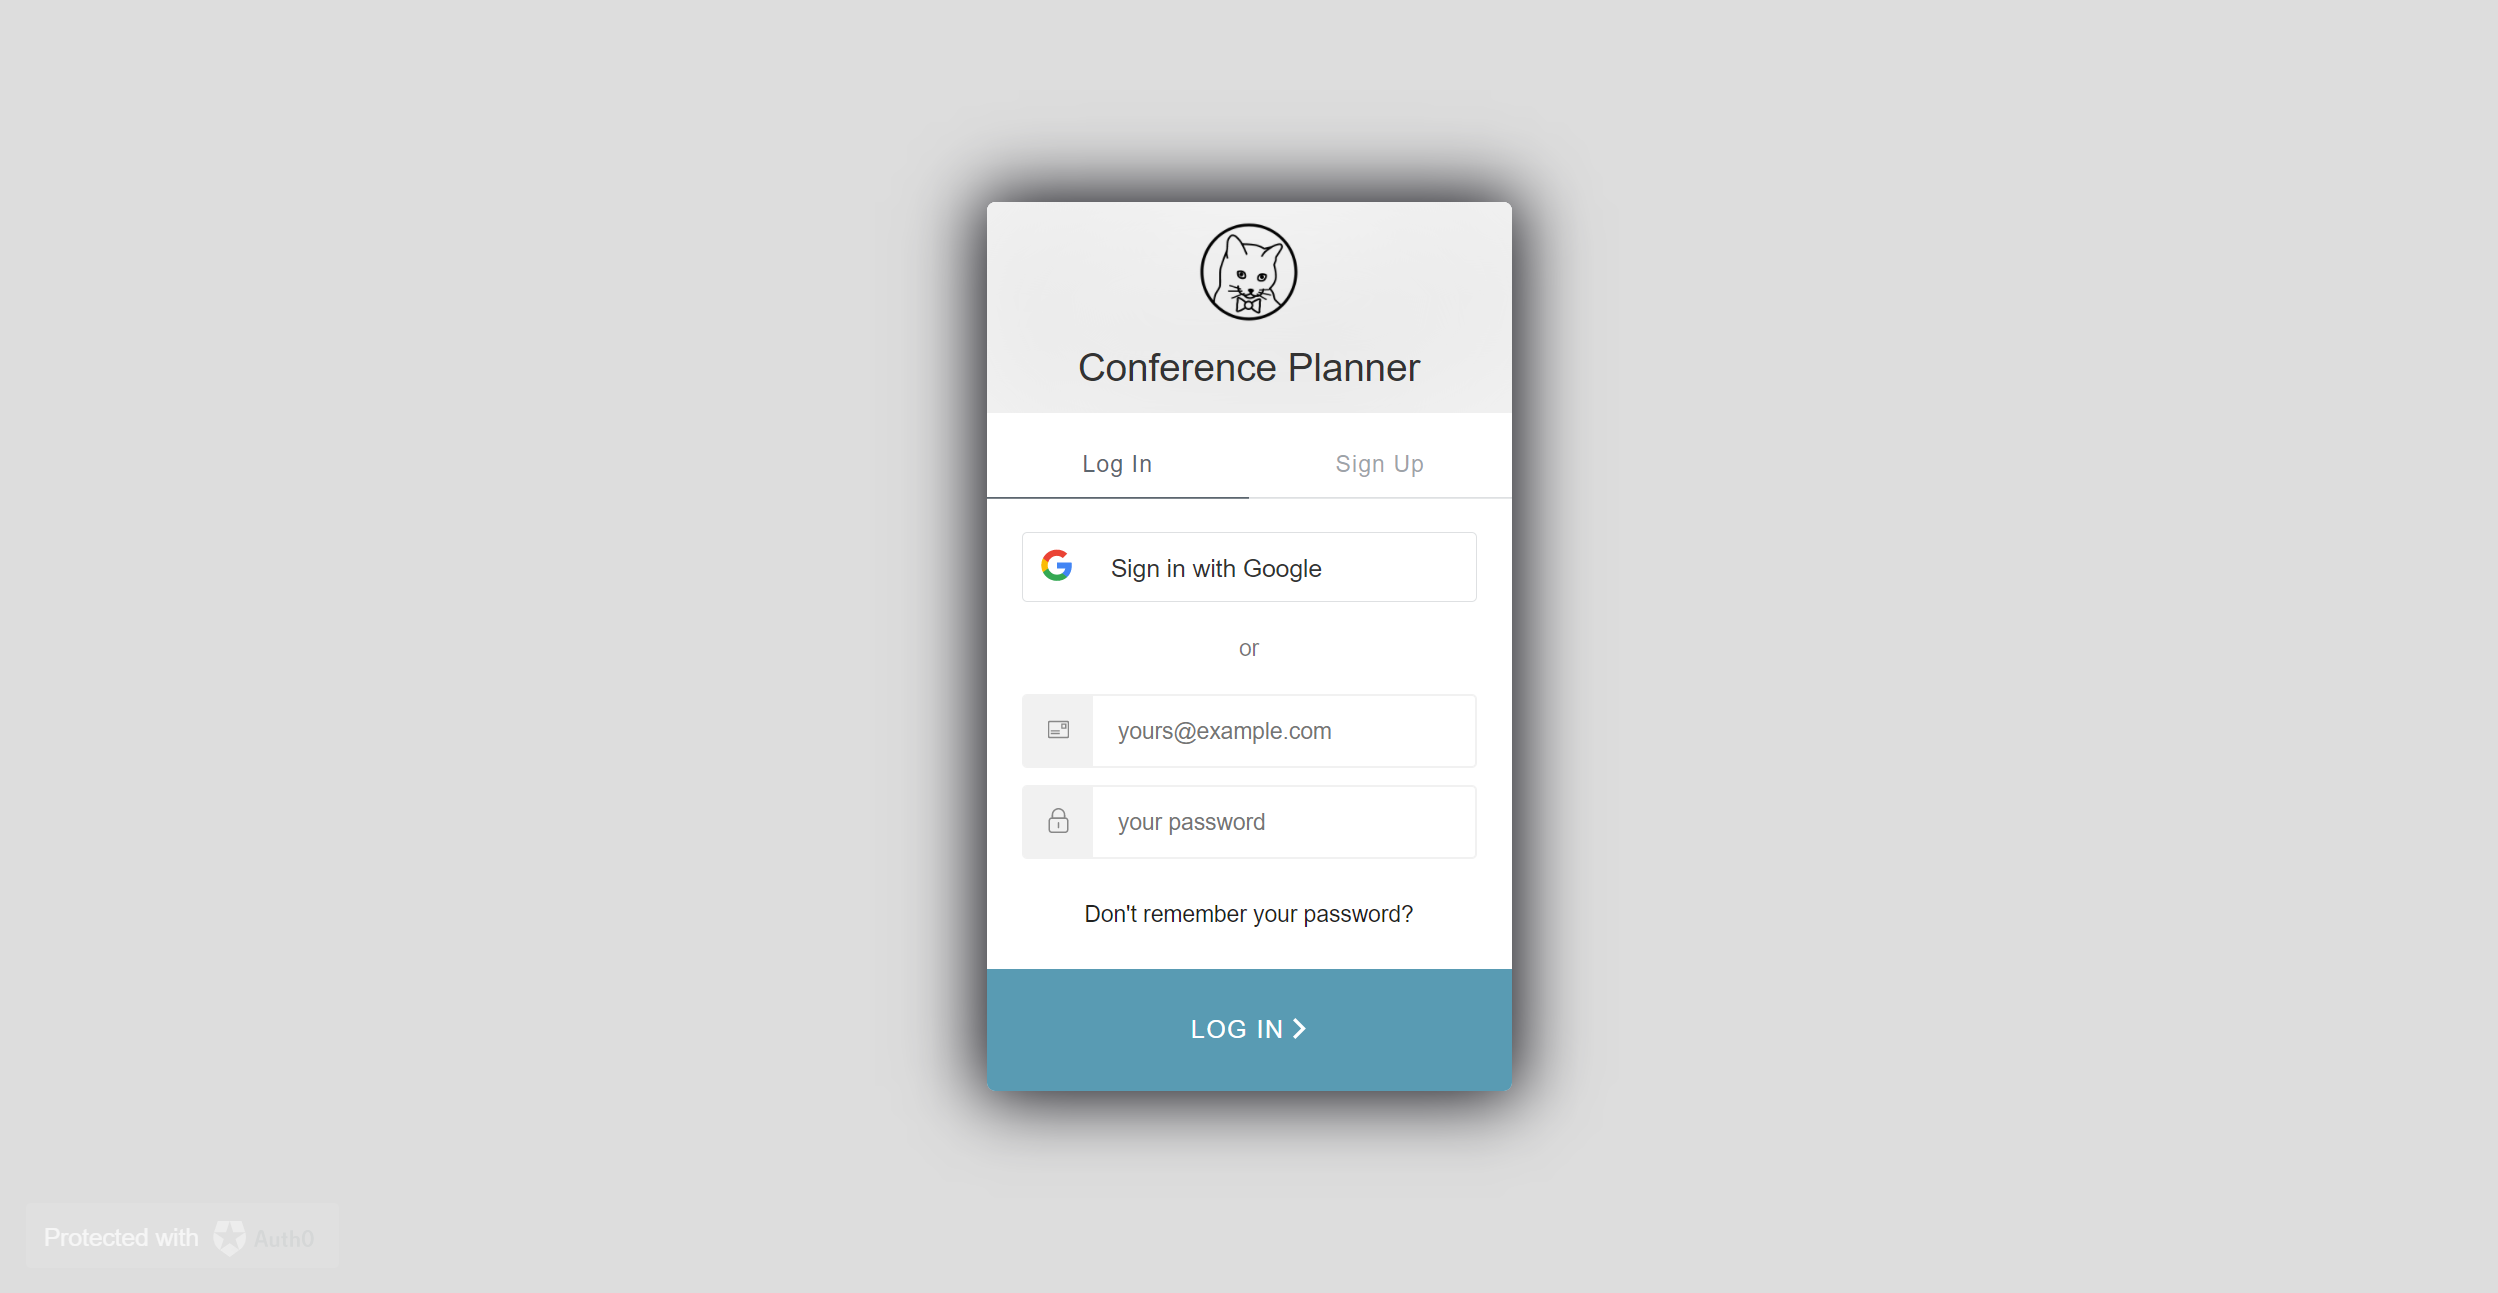 Conference Planner
Log In
Sign Up
Sign in with Google
or
yours@example.com
your password
Don't remember your password?
LOG IN
Protected with Auth0